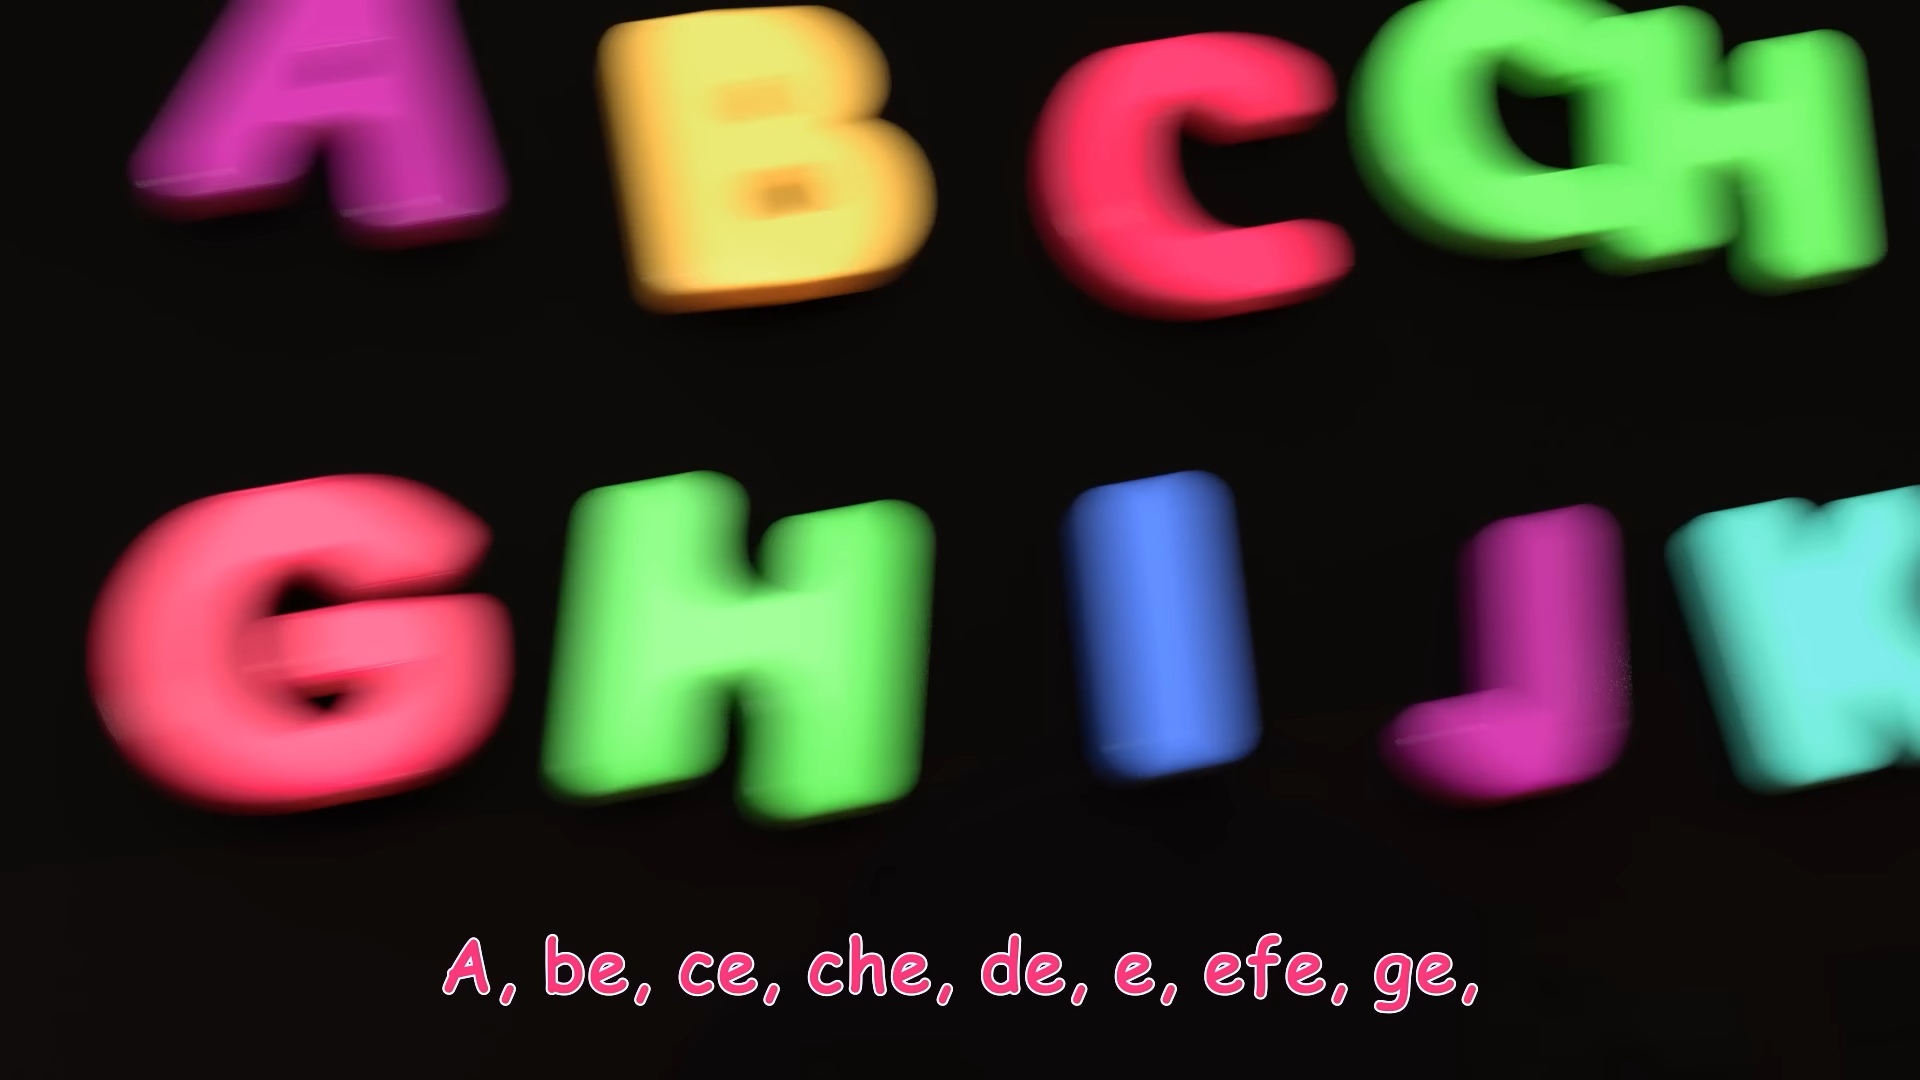 A B C CH
G H I J K
A, be, ce, che, de, e, efe, ge,